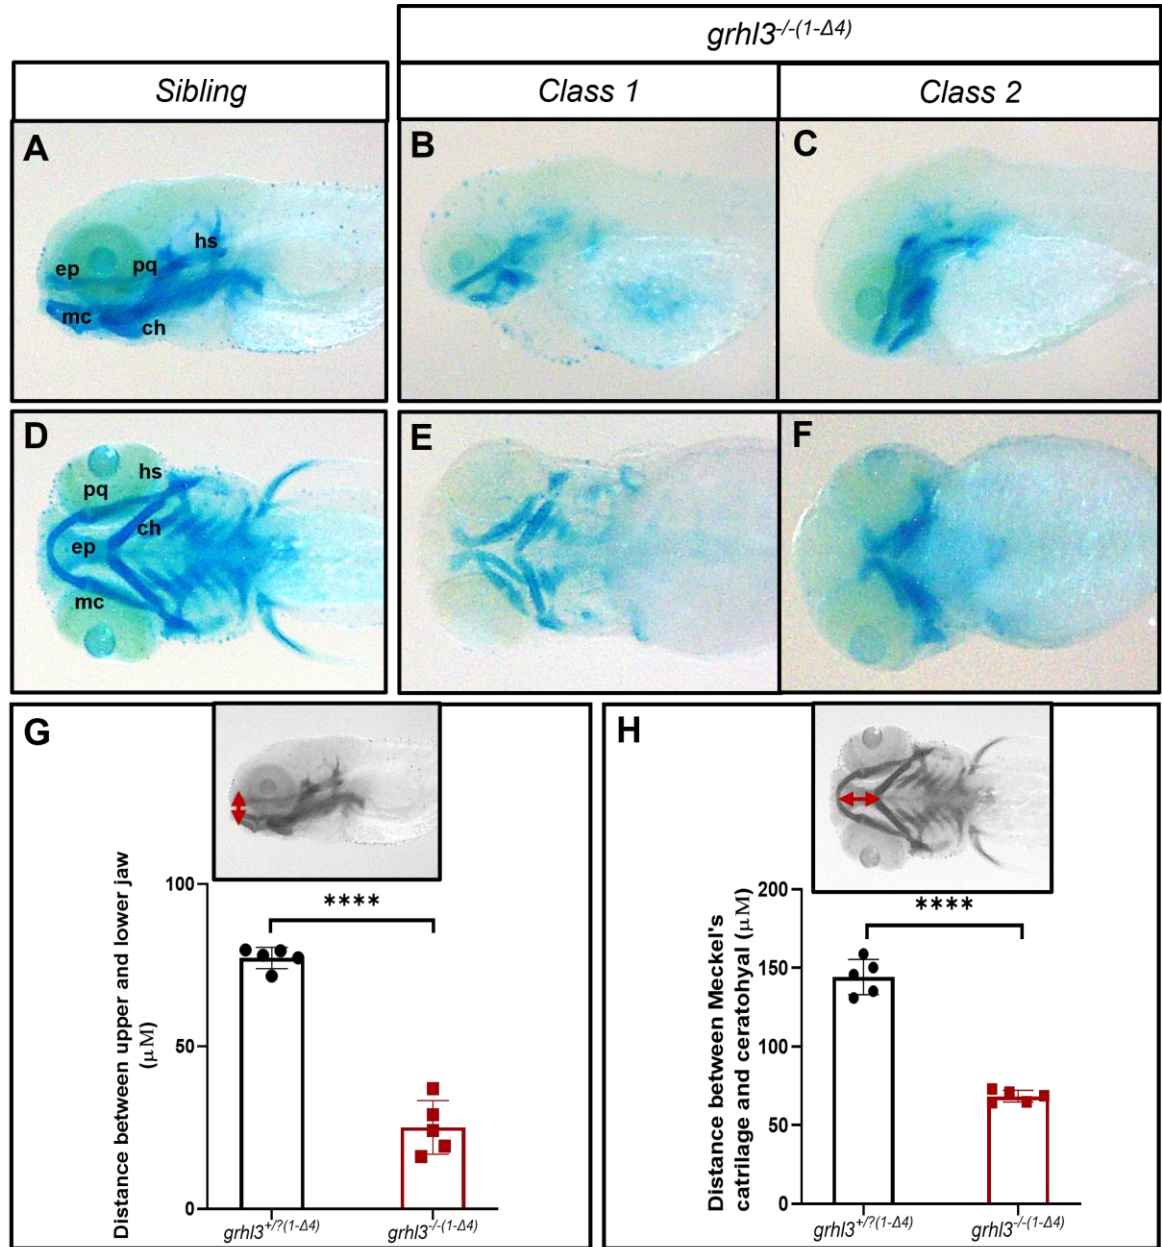 grhl3-/-(1-Δ4)
Sibling
Class 1
Class 2
A
B
C
ep
pq
hs
mc
ch
D
E
F
hs
pq
ch
ep
mc
G
H
Distance between upper and lower jaw
(µM)
100
50
0
****
grhl3+/?(1-Δ4)
grhl3-/-(1-Δ4)
Distance between Meckel's
catrilage and ceratohyal (µM)
200
150
100
50
0
****
grhl3+/?(1-Δ4)
grhl3-/-(1-Δ4)